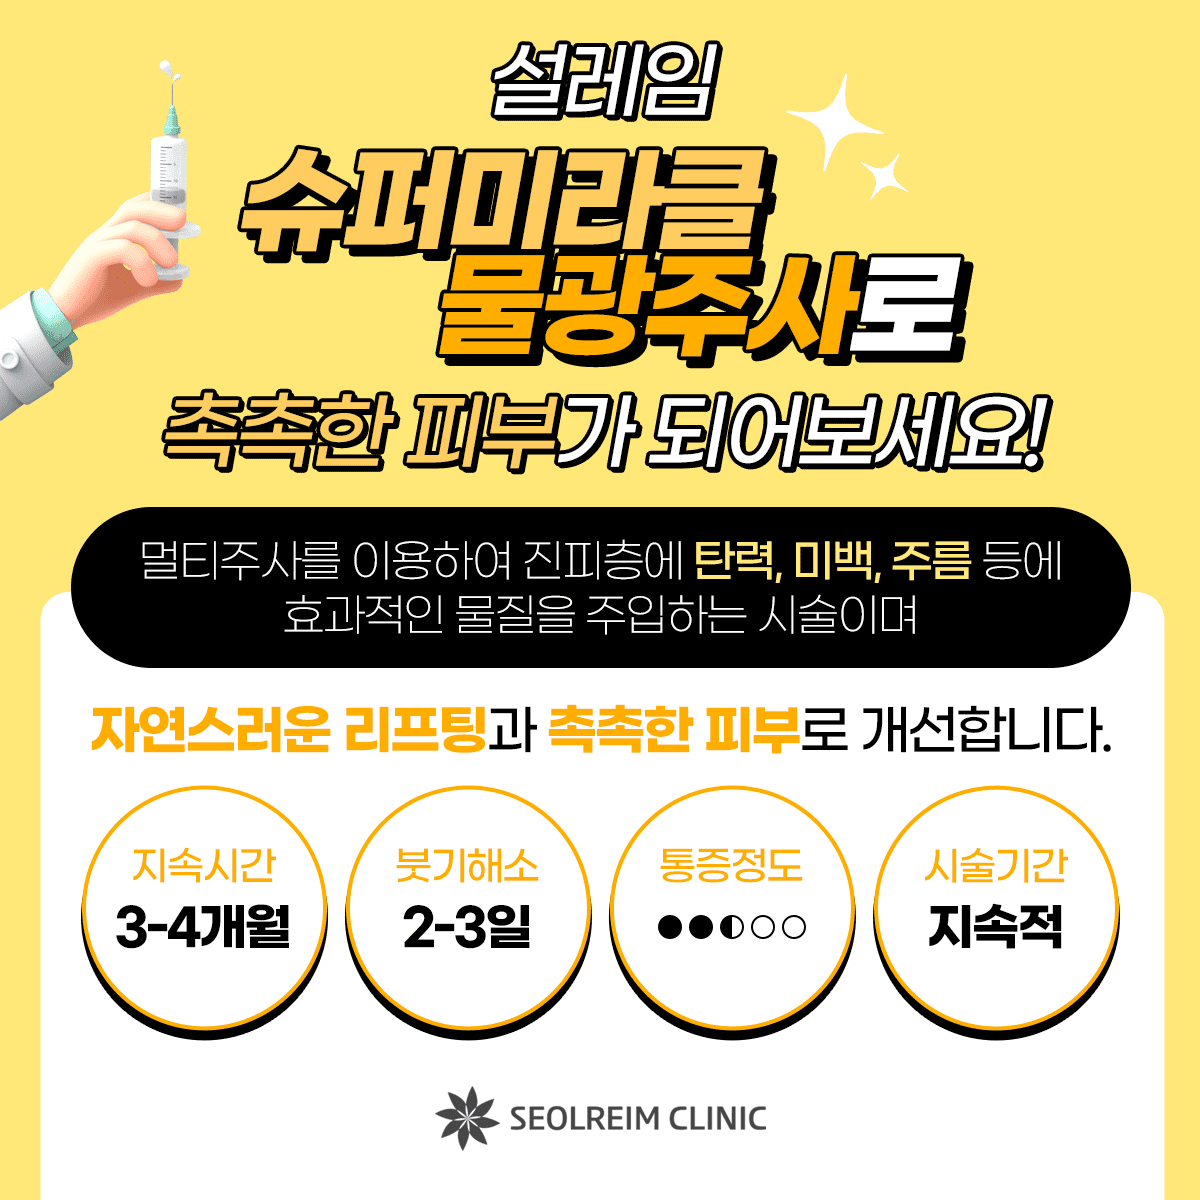 설레임
슈퍼미라클
물광주사로
촉촉한 피부가 되어보세요!
멀티주사를 이용하여 진피층에 탄력, 미백, 주름 등에
효과적인 물질을 주입하는 시술이며
자연스러운 리프팅과 촉촉한 피부로 개선합니다.
지속시간
3-4개월
붓기해소
2-3일
통증정도
시술기간
지속적
SEOLREIM CLINIC